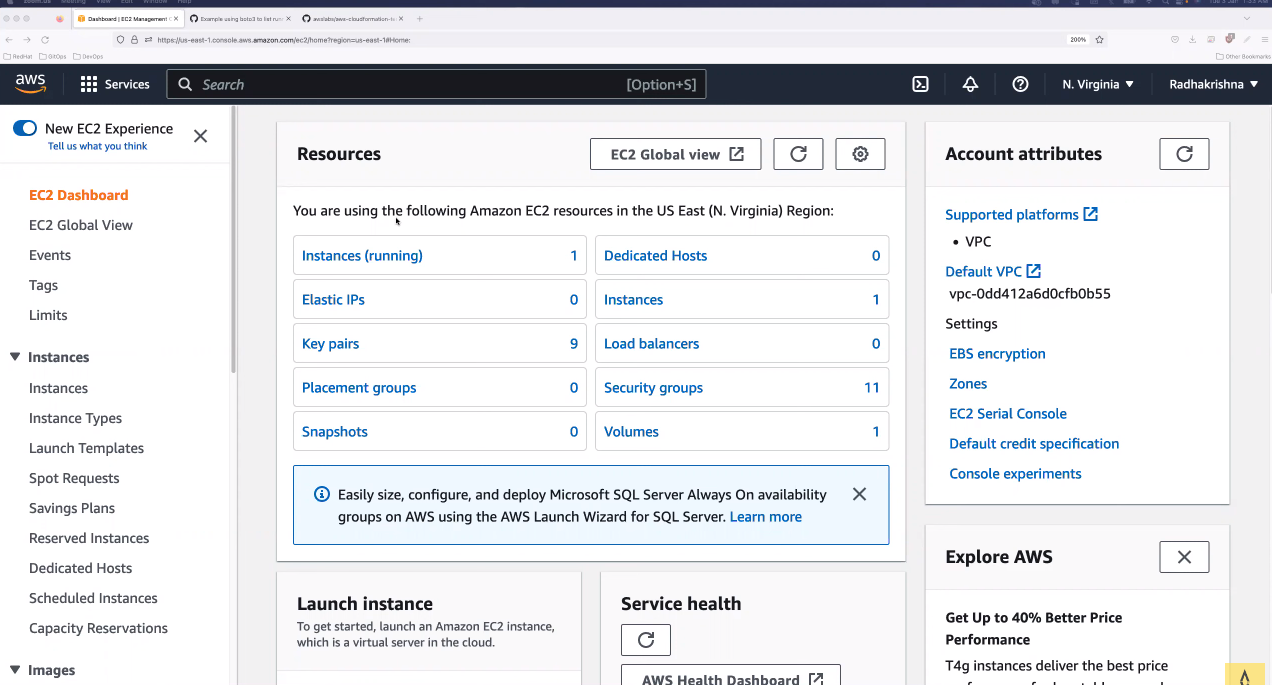 zoom.us Meeting View Edit Window Help
Dashboard | EC2 Management C
Example using boto3 to list run
awslabs/aws-cloudformation-te
https://us-east-1.console.aws.amazon.com/ec2/home?region=us-east-1#Home:
200%
RedHat GitOps DevOps
Other Bookmarks
aws
Services
Search
[Option+S]
N. Virginia
Radhakrishna
New EC2 Experience
Tell us what you think
EC2 Dashboard
EC2 Global View
Events
Tags
Limits
Instances
Instances
Instance Types
Launch Templates
Spot Requests
Savings Plans
Reserved Instances
Dedicated Hosts
Scheduled Instances
Capacity Reservations
Images
Resources
EC2 Global view
You are using the following Amazon EC2 resources in the US East (N. Virginia) Region:
Instances (running) 1
Dedicated Hosts 0
Elastic IPs 0
Instances 1
Key pairs 9
Load balancers 0
Placement groups 0
Security groups 11
Snapshots 0
Volumes 1
Easily size, configure, and deploy Microsoft SQL Server Always On availability
groups on AWS using the AWS Launch Wizard for SQL Server. Learn more
Launch instance
To get started, launch an Amazon EC2 instance,
which is a virtual server in the cloud.
Service health
AWS Health Dashboard
Account attributes
Supported platforms
• VPC
Default VPC
vpc-0dd412a6d0cfb0b55
Settings
EBS encryption
Zones
EC2 Serial Console
Default credit specification
Console experiments
Explore AWS
Get Up to 40% Better Price
Performance
T4g instances deliver the best price